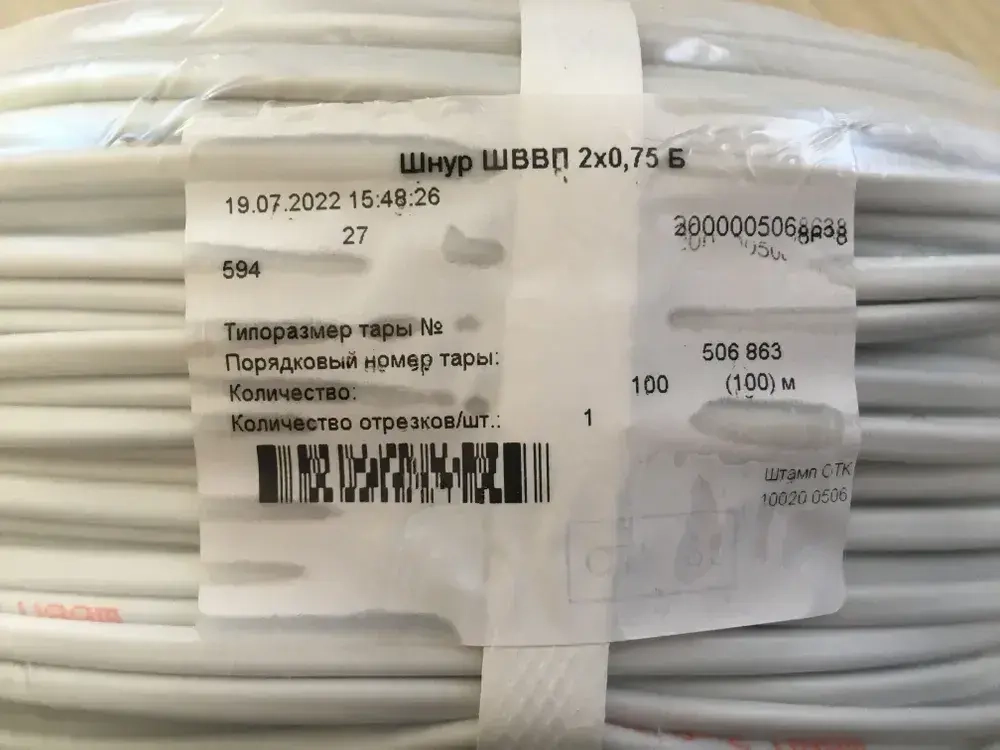 Шнур ШВВП 2х0,75 Б
19.07.2022 15:48:26
27
2000005068638
594
Типоразмер тары №
Порядковый номер тары: 506 863
Количество: 100 (100) м
Количество отрезков/шт.: 1
Штамп ОТК
10020 0506